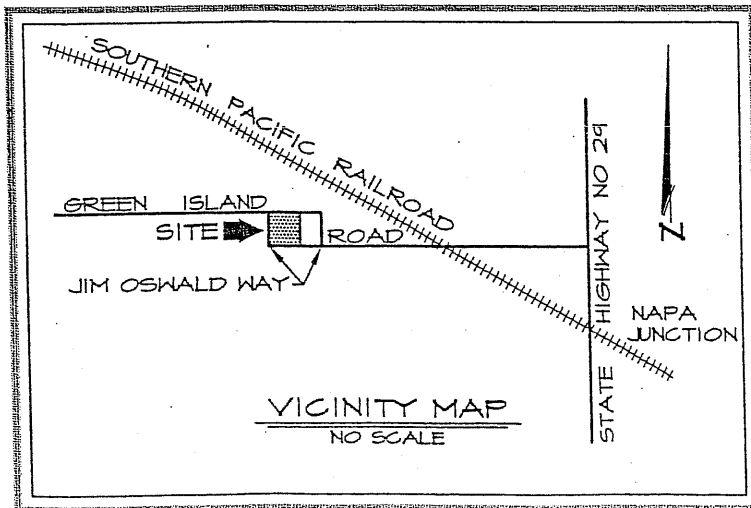 SOUTHERN PACIFIC RAILROAD
GREEN ISLAND
SITE
ROAD
JIM OSWALD WAY
STATE HIGHWAY NO 29
N
NAPA
JUNCTION
VICINITY MAP
NO SCALE